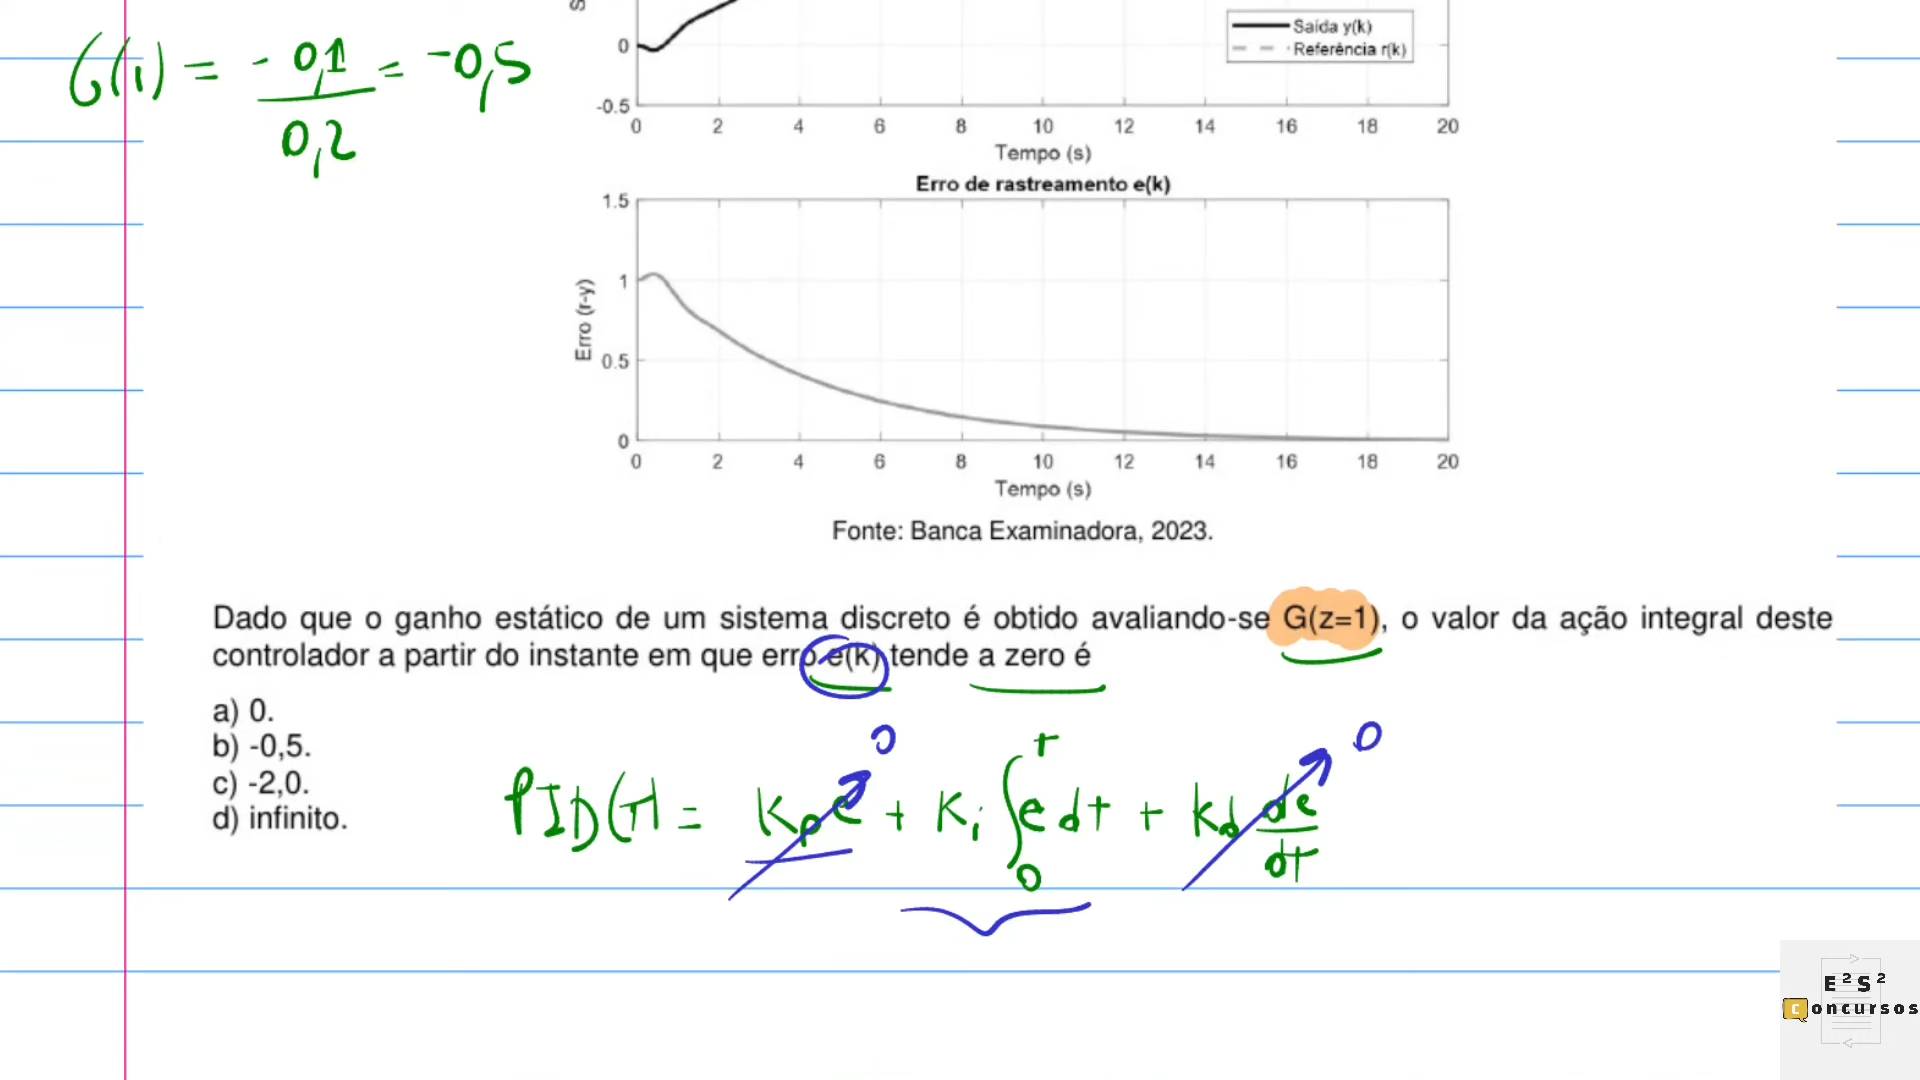 S
0
-0.5
Saída y(k)
Referência r(k)
0 2 4 6 8 10 12 14 16 18 20
Tempo (s)
G(1) = - 0,1 / 0,2 = -0,5
Erro de rastreamento e(k)
1.5
1
0.5
0
Erro (r-y)
0 2 4 6 8 10 12 14 16 18 20
Tempo (s)
Fonte: Banca Examinadora, 2023.
Dado que o ganho estático de um sistema discreto é obtido avaliando-se G(z=1), o valor da ação integral deste
controlador a partir do instante em que erro e(k) tende a zero é
a) 0.
b) -0,5.
c) -2,0.
d) infinito.
0 T 0
PID(T) = Kp e + Ki ∫ e dT + Kd de/dT
0
E²S²
Concursos